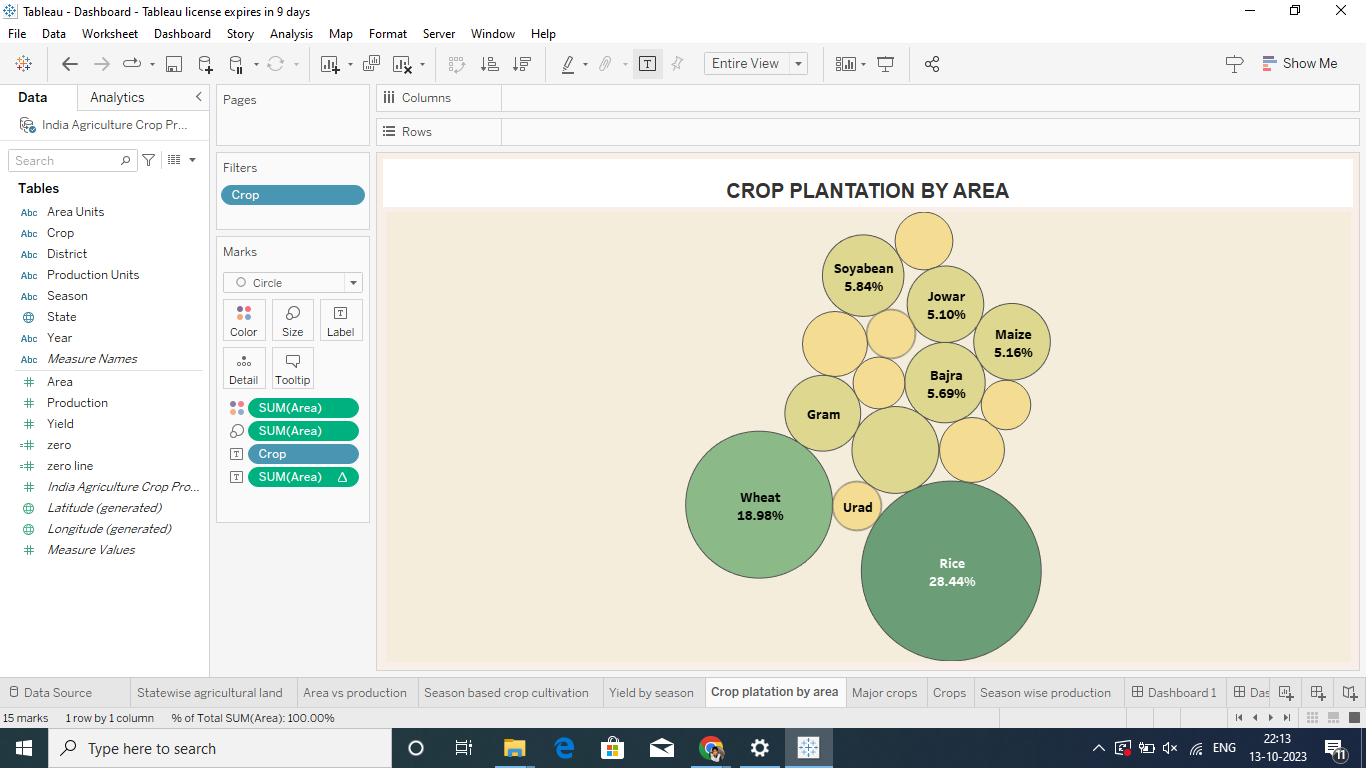 Tableau - Dashboard - Tableau license expires in 9 days
File Data Worksheet Dashboard Story Analysis Map Format Server Window Help
Entire View
Show Me
Data Analytics
India Agriculture Crop Pr...
Search
Tables
Abc Area Units
Abc Crop
Abc District
Abc Production Units
Abc Season
State
Abc Year
Abc Measure Names
Area
Production
Yield
zero
zero line
India Agriculture Crop Pro...
Latitude (generated)
Longitude (generated)
Measure Values
Pages
Filters
Crop
Marks
Circle
Color Size Label
Detail Tooltip
SUM(Area)
SUM(Area)
Crop
SUM(Area) Δ
Columns
Rows
CROP PLANTATION BY AREA
Soyabean
5.84%
Jowar
5.10%
Maize
5.16%
Bajra
5.69%
Gram
Wheat
18.98%
Urad
Rice
28.44%
Data Source Statewise agricultural land Area vs production Season based crop cultivation Yield by season Crop platation by area Major crops Crops Season wise production Dashboard 1 Das
15 marks 1 row by 1 column % of Total SUM(Area): 100.00%
Type here to search
ENG
22:13
13-10-2023
11